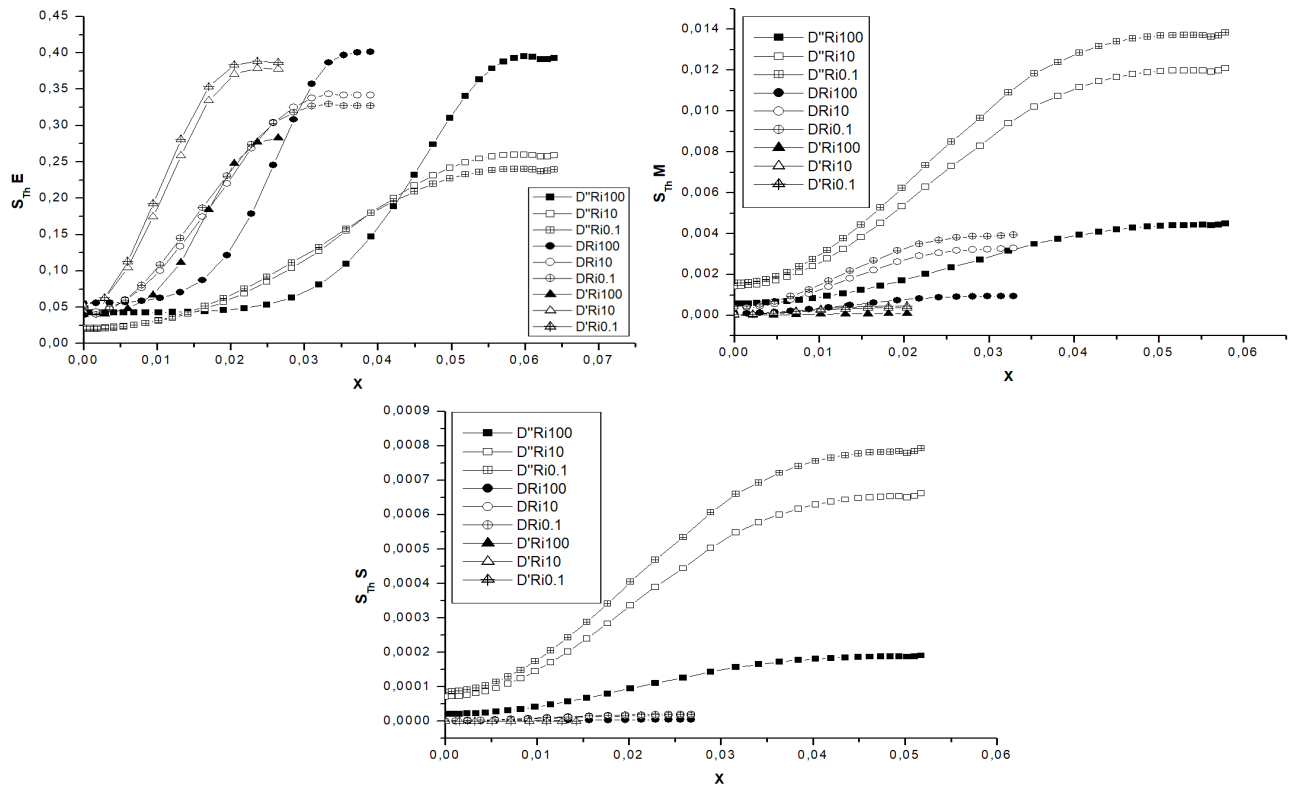 0,45
0,40
0,35
0,30
0,25
0,20
0,15
0,10
0,05
0,00
S_Th E
0,00 0,01 0,02 0,03 0,04 0,05 0,06 0,07
X
D"Ri100
D"Ri10
D"Ri0.1
DRi100
DRi10
DRi0.1
D'Ri100
D'Ri10
D'Ri0.1
0,014
0,012
0,010
0,008
0,006
0,004
0,002
0,000
S_Th M
0,00 0,01 0,02 0,03 0,04 0,05 0,06
X
D"Ri100
D"Ri10
D"Ri0.1
DRi100
DRi10
DRi0.1
D'Ri100
D'Ri10
D'Ri0.1
0,0009
0,0008
0,0007
0,0006
0,0005
0,0004
0,0003
0,0002
0,0001
0,0000
S_Th S
0,00 0,01 0,02 0,03 0,04 0,05 0,06
X
D"Ri100
D"Ri10
D"Ri0.1
DRi100
DRi10
DRi0.1
D'Ri100
D'Ri10
D'Ri0.1